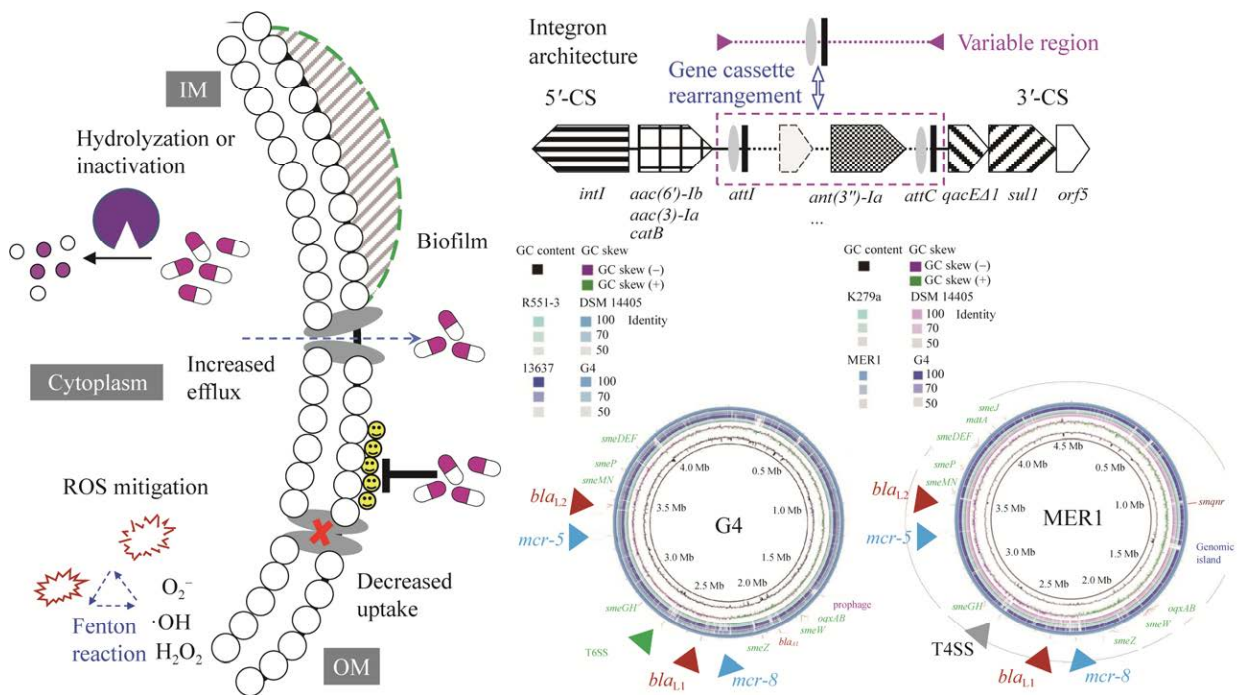 IM
Hydrolyzation or
inactivation
Biofilm
Increased
efflux
Cytoplasm
ROS mitigation
O₂⁻
·OH
H₂O₂
Fenton
reaction
Decreased
uptake
OM
Integron
architecture
Variable region
Gene cassette
rearrangement
5′-CS
3′-CS
intI
aac(6′)-Ib
aac(3)-Ia
catB
attI
ant(3″)-Ia
...
attC
qacEΔ1
sul1
orf5
GC content
GC skew
GC skew (−)
GC skew (+)
R551-3
DSM 14405
100 Identity
70
50
13637
G4
100
70
50
smeDEF
smeP
smeMN
bla_L2
mcr-5
smeGH
T6SS
bla_L1
mcr-8
smeZ
smeW
oqxAB
prophage
G4
0.5 Mb
1.0 Mb
1.5 Mb
2.0 Mb
2.5 Mb
3.0 Mb
3.5 Mb
4.0 Mb
GC content
GC skew
GC skew (−)
GC skew (+)
K279a
DSM 14405
100 Identity
70
50
MER1
G4
100
70
50
smeJ
matA
smeDEF
smeP
smeMN
bla_L2
mcr-5
smeGH
T4SS
bla_L1
mcr-8
smeZ
smeW
oqxAB
Genomic
island
smqnr
MER1
0.5 Mb
1.0 Mb
1.5 Mb
2.0 Mb
2.5 Mb
3.0 Mb
3.5 Mb
4.0 Mb
4.5 Mb